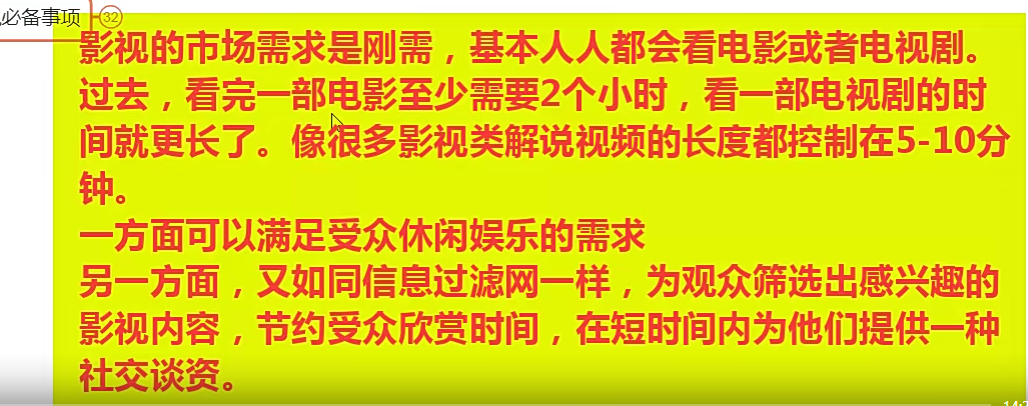 必备事项 32
影视的市场需求是刚需，基本人人都会看电影或者电视剧。
过去，看完一部电影至少需要2个小时，看一部电视剧的时
间就更长了。像很多影视类解说视频的长度都控制在5-10分
钟。
一方面可以满足受众休闲娱乐的需求
另一方面，又如同信息过滤网一样，为观众筛选出感兴趣的
影视内容，节约受众欣赏时间，在短时间内为他们提供一种
社交谈资。